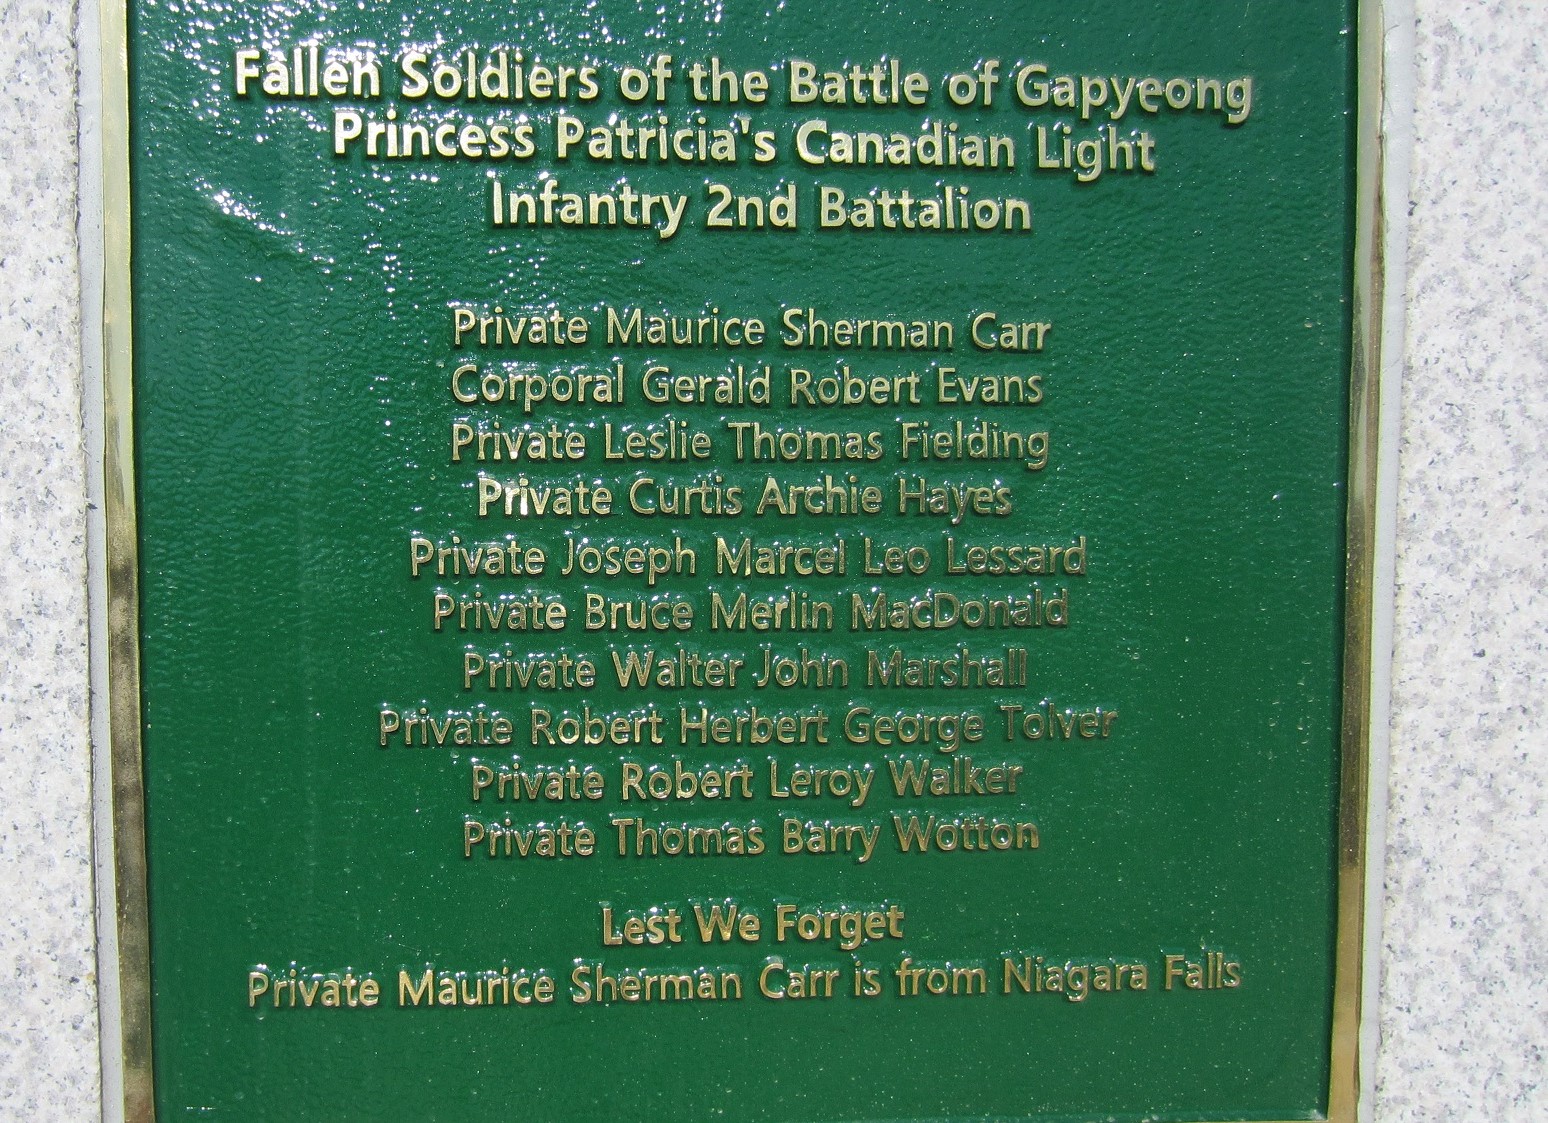 Fallen Soldiers of the Battle of Gapyeong
Princess Patricia's Canadian Light
Infantry 2nd Battalion
Private Maurice Sherman Carr
Corporal Gerald Robert Evans
Private Leslie Thomas Fielding
Private Curtis Archie Hayes
Private Joseph Marcel Leo Lessard
Private Bruce Merlin MacDonald
Private Walter John Marshall
Private Robert Herbert George Tolver
Private Robert Leroy Walker
Private Thomas Barry Wotton
Lest We Forget
Private Maurice Sherman Carr is from Niagara Falls